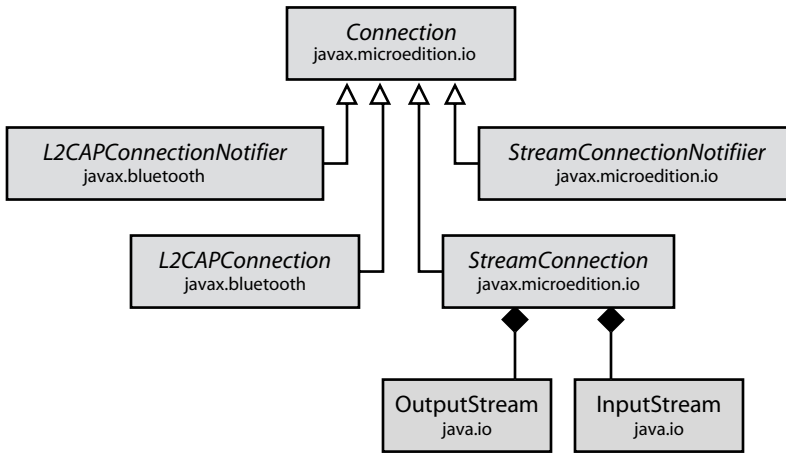 Connection
javax.microedition.io
L2CAPConnectionNotifier
javax.bluetooth
StreamConnectionNotifiier
javax.microedition.io
L2CAPConnection
javax.bluetooth
StreamConnection
javax.microedition.io
OutputStream
java.io
InputStream
java.io